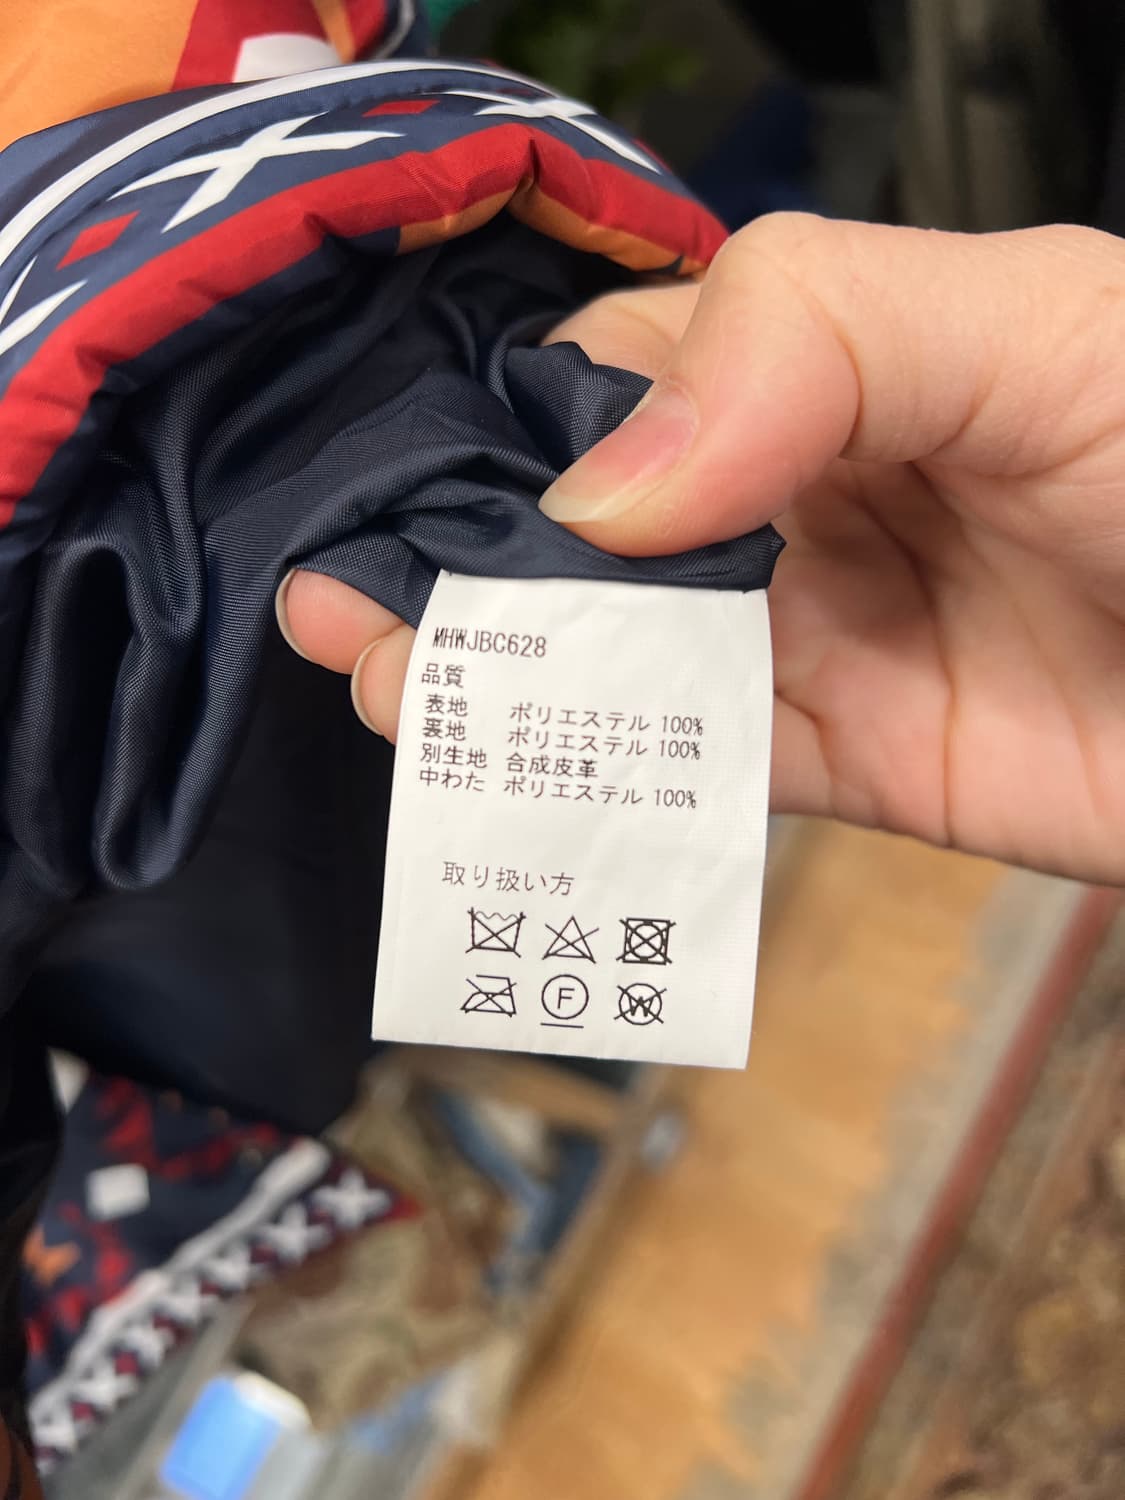 MHWJBC628
品質
表地 ポリエステル 100%
裏地 ポリエステル 100%
別生地 合成皮革
中わた ポリエステル 100%
取り扱い方
F W